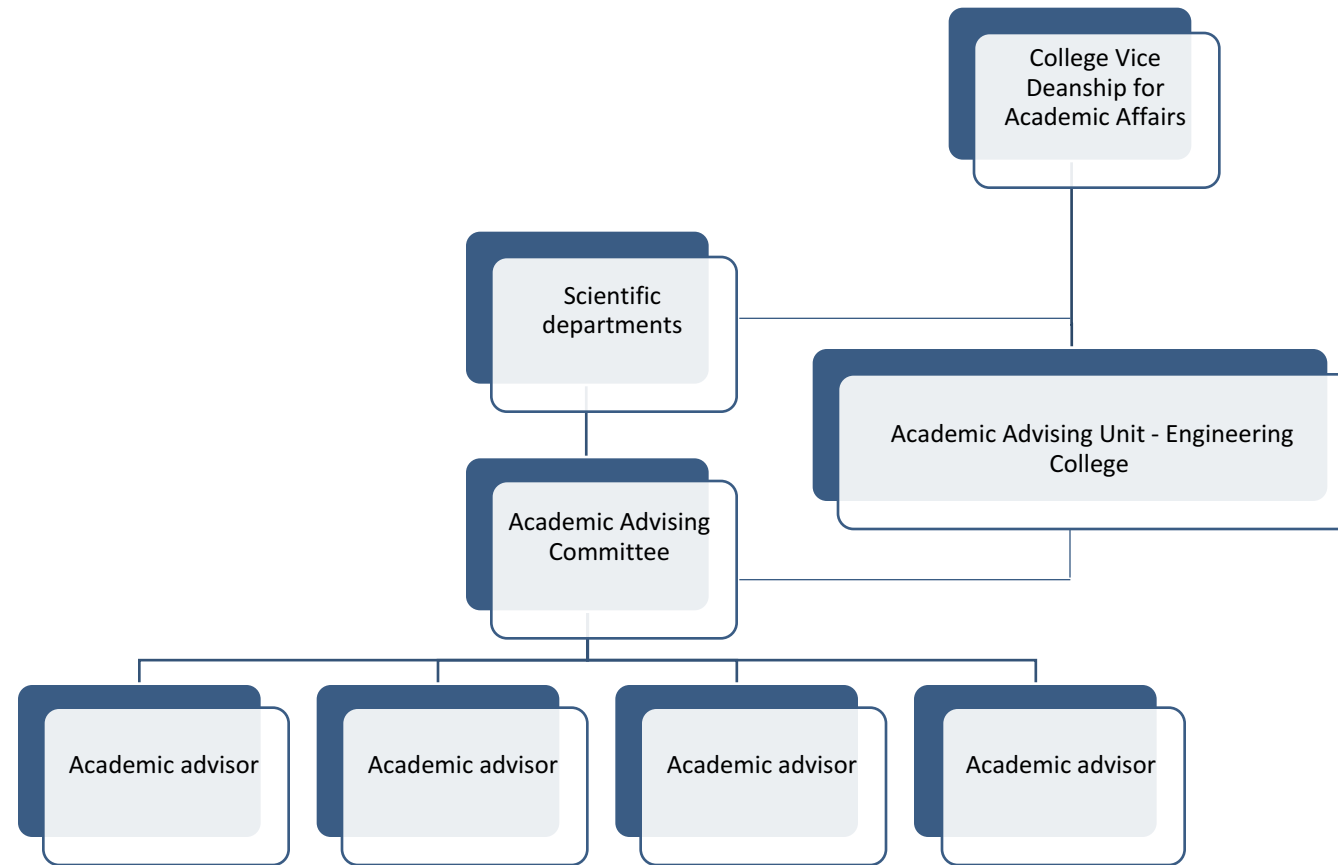 College Vice
Deanship for
Academic Affairs
Scientific
departments
Academic Advising Unit - Engineering
College
Academic Advising
Committee
Academic advisor
Academic advisor
Academic advisor
Academic advisor